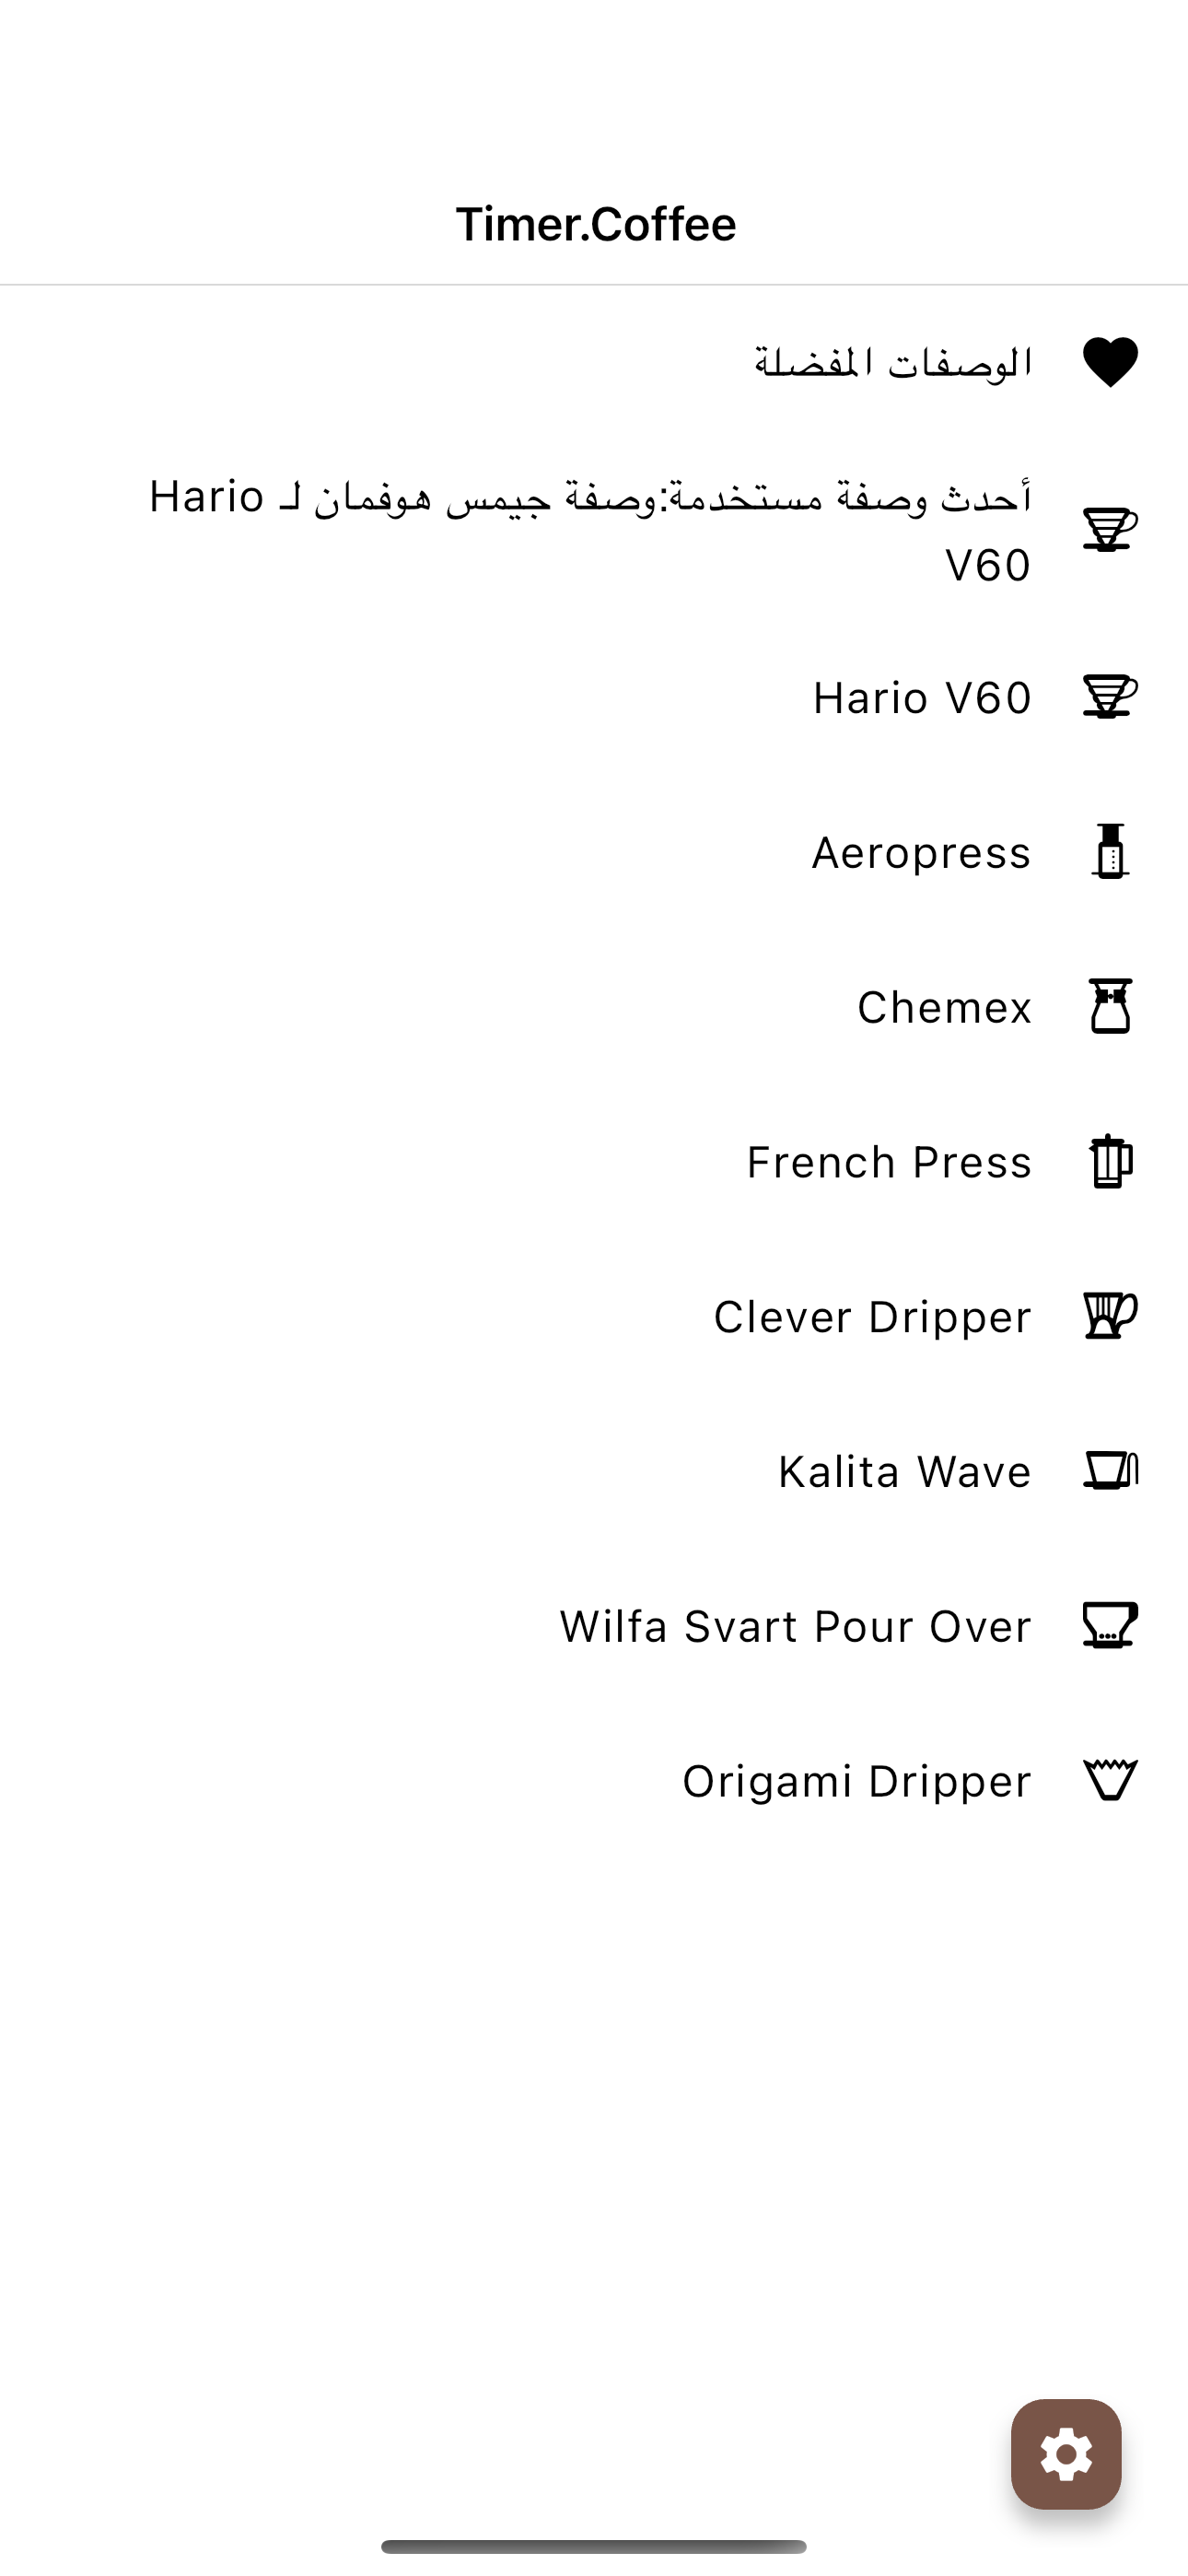 Timer.Coffee
الوصفات المفضلة
أحدث وصفة مستخدمة:وصفة جيمس هوفمان لـ Hario
V60
Hario V60
Aeropress
Chemex
French Press
Clever Dripper
Kalita Wave
Wilfa Svart Pour Over
Origami Dripper